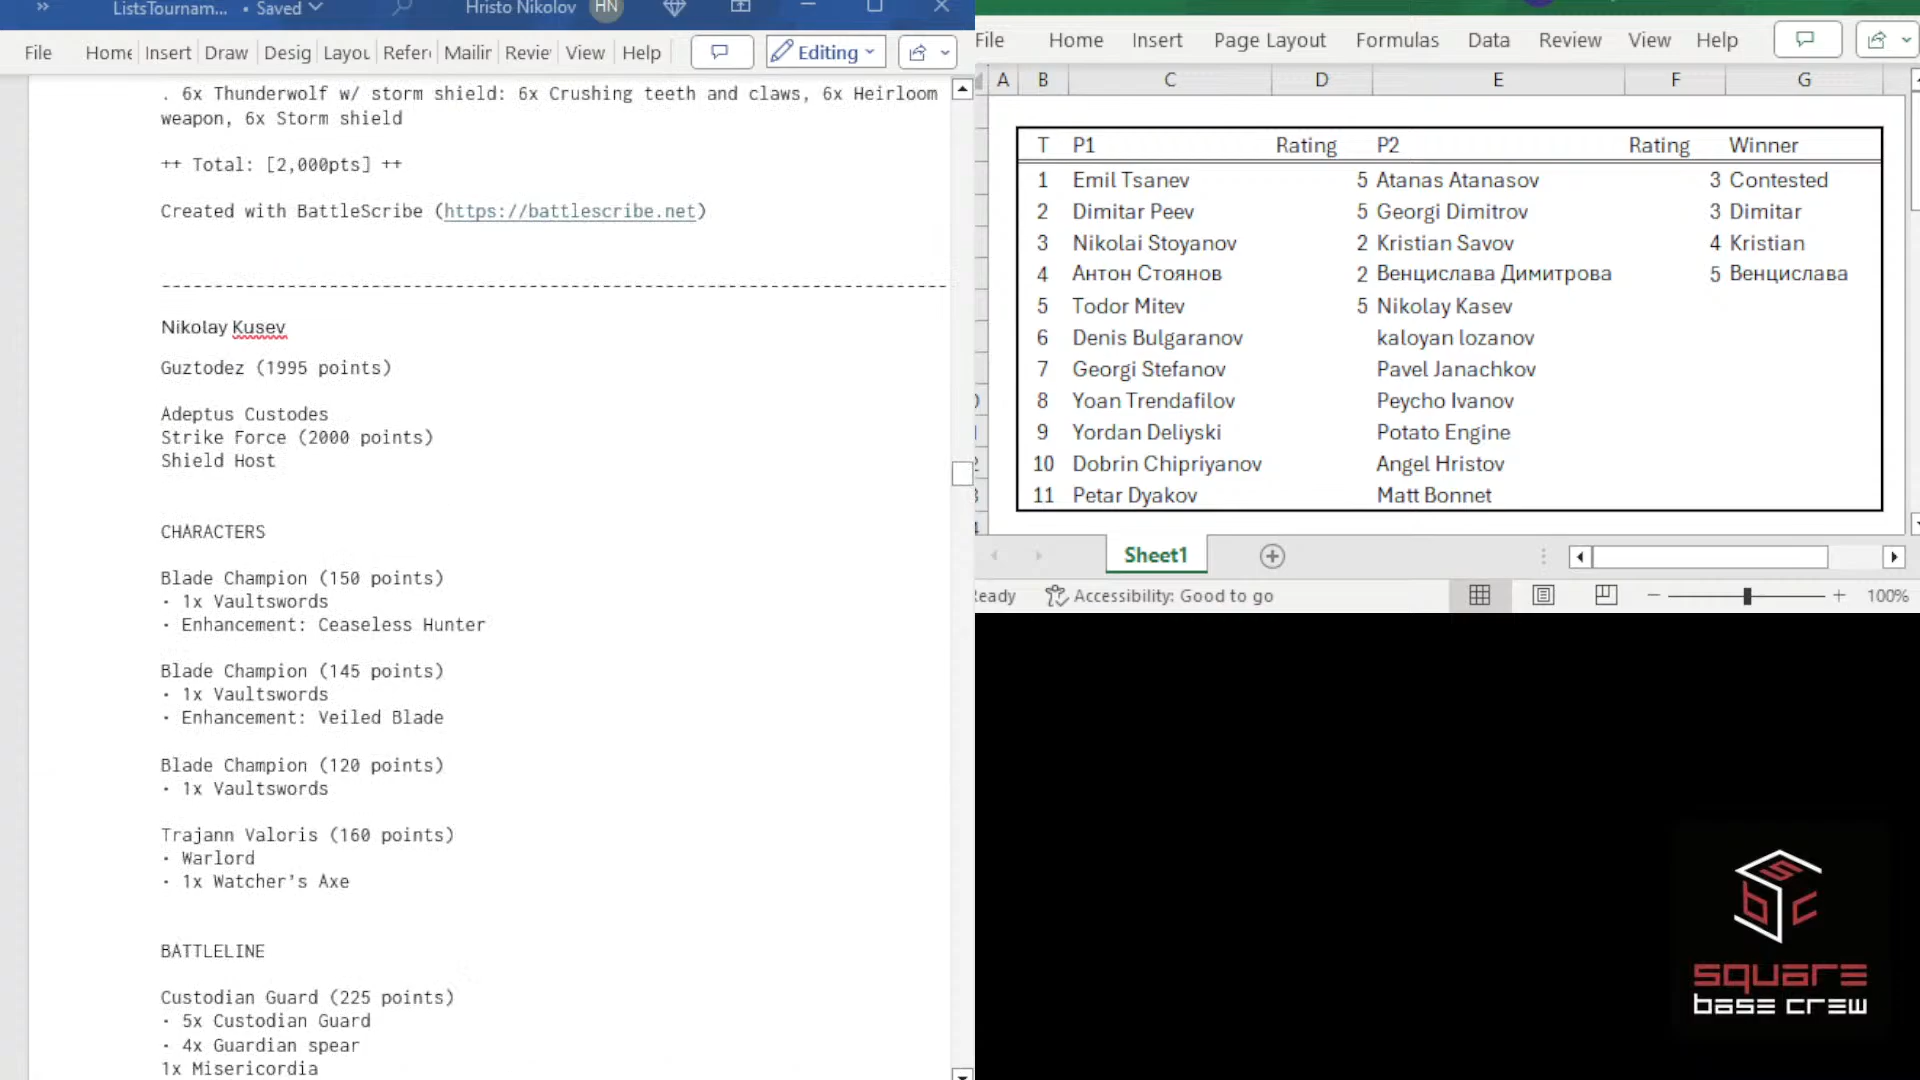 ListsTournam... • Saved
Hristo Nikolov HN
File Home Insert Draw Desig Layou Refer Mailin Revie View Help Editing
. 6x Thunderwolf w/ storm shield: 6x Crushing teeth and claws, 6x Heirloom
weapon, 6x Storm shield
++ Total: [2,000pts] ++
Created with BattleScribe (https://battlescribe.net)
--------------------------------------------------------------------------
Nikolay Kusev
Guztodez (1995 points)
Adeptus Custodes
Strike Force (2000 points)
Shield Host
CHARACTERS
Blade Champion (150 points)
• 1x Vaultswords
• Enhancement: Ceaseless Hunter
Blade Champion (145 points)
• 1x Vaultswords
• Enhancement: Veiled Blade
Blade Champion (120 points)
• 1x Vaultswords
Trajann Valoris (160 points)
• Warlord
• 1x Watcher's Axe
BATTLELINE
Custodian Guard (225 points)
• 5x Custodian Guard
• 4x Guardian spear
1x Misericordia
File Home Insert Page Layout Formulas Data Review View Help
A B C D E F G
T P1 Rating P2 Rating Winner
1 Emil Tsanev 5 Atanas Atanasov 3 Contested
2 Dimitar Peev 5 Georgi Dimitrov 3 Dimitar
3 Nikolai Stoyanov 2 Kristian Savov 4 Kristian
4 Антон Стоянов 2 Венцислава Димитрова 5 Венцислава
5 Todor Mitev 5 Nikolay Kasev
6 Denis Bulgaranov kaloyan lozanov
7 Georgi Stefanov Pavel Janachkov
8 Yoan Trendafilov Peycho Ivanov
9 Yordan Deliyski Potato Engine
10 Dobrin Chipriyanov Angel Hristov
11 Petar Dyakov Matt Bonnet
Sheet1
eady Accessibility: Good to go 100%
sbc
square
base crew